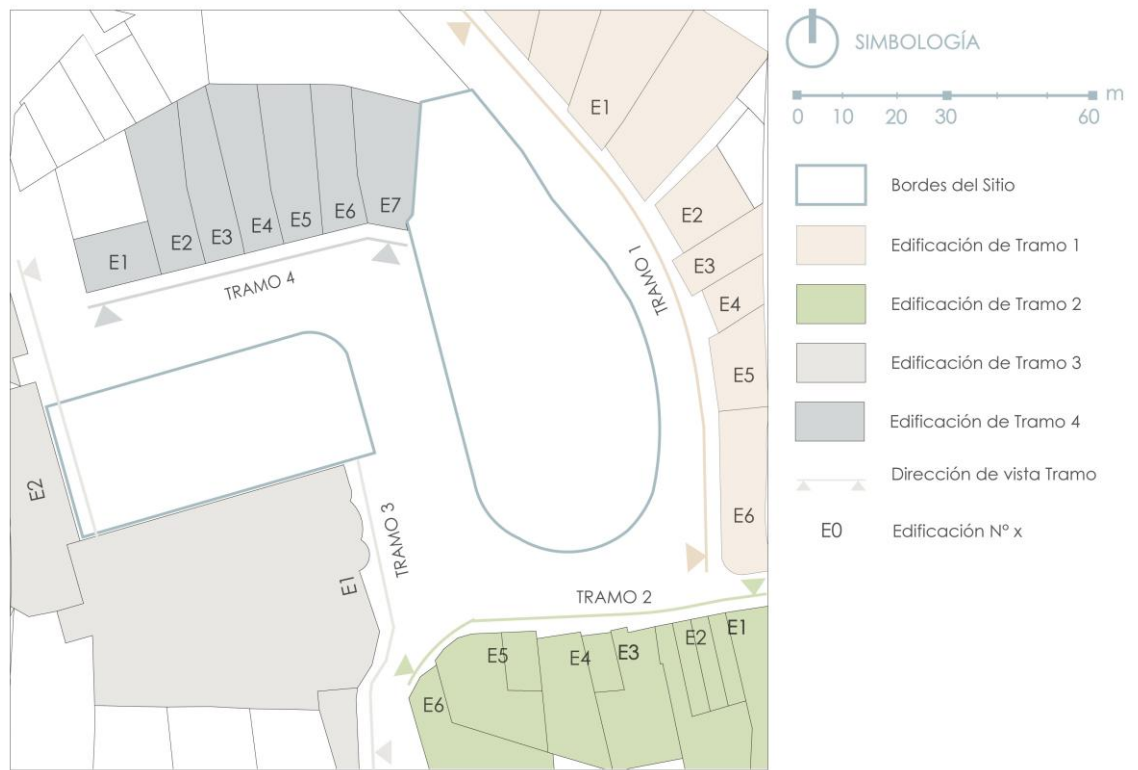 E1
E2
E3
E4
E5
E6
TRAMO 1
E1
E2
E3
E4
E5
E6
E7
TRAMO 4
E2
E1
TRAMO 3
TRAMO 2
E1
E2
E3
E4
E5
E6
SIMBOLOGÍA
m
0 10 20 30 60
Bordes del Sitio
Edificación de Tramo 1
Edificación de Tramo 2
Edificación de Tramo 3
Edificación de Tramo 4
Dirección de vista Tramo
E0 Edificación Nº x